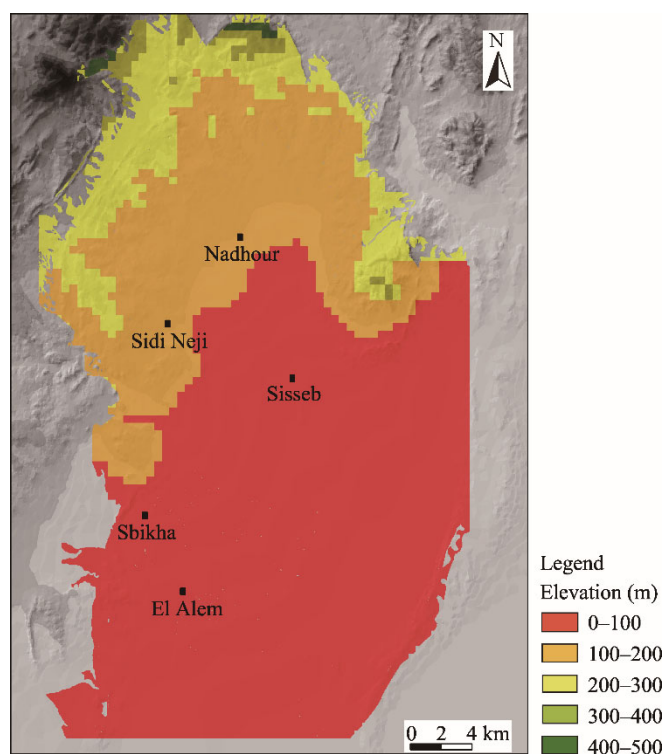 N
Nadhour
Sidi Neji
Sisseb
Sbikha
El Alem
0 2 4 km
Legend
Elevation (m)
0–100
100–200
200–300
300–400
400–500